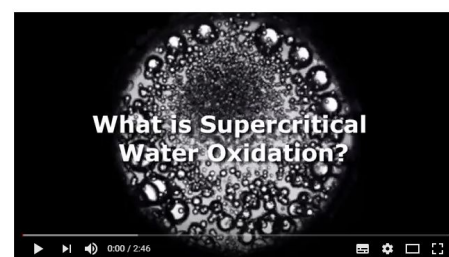 What is Supercritical
Water Oxidation?
0:00 / 2:46